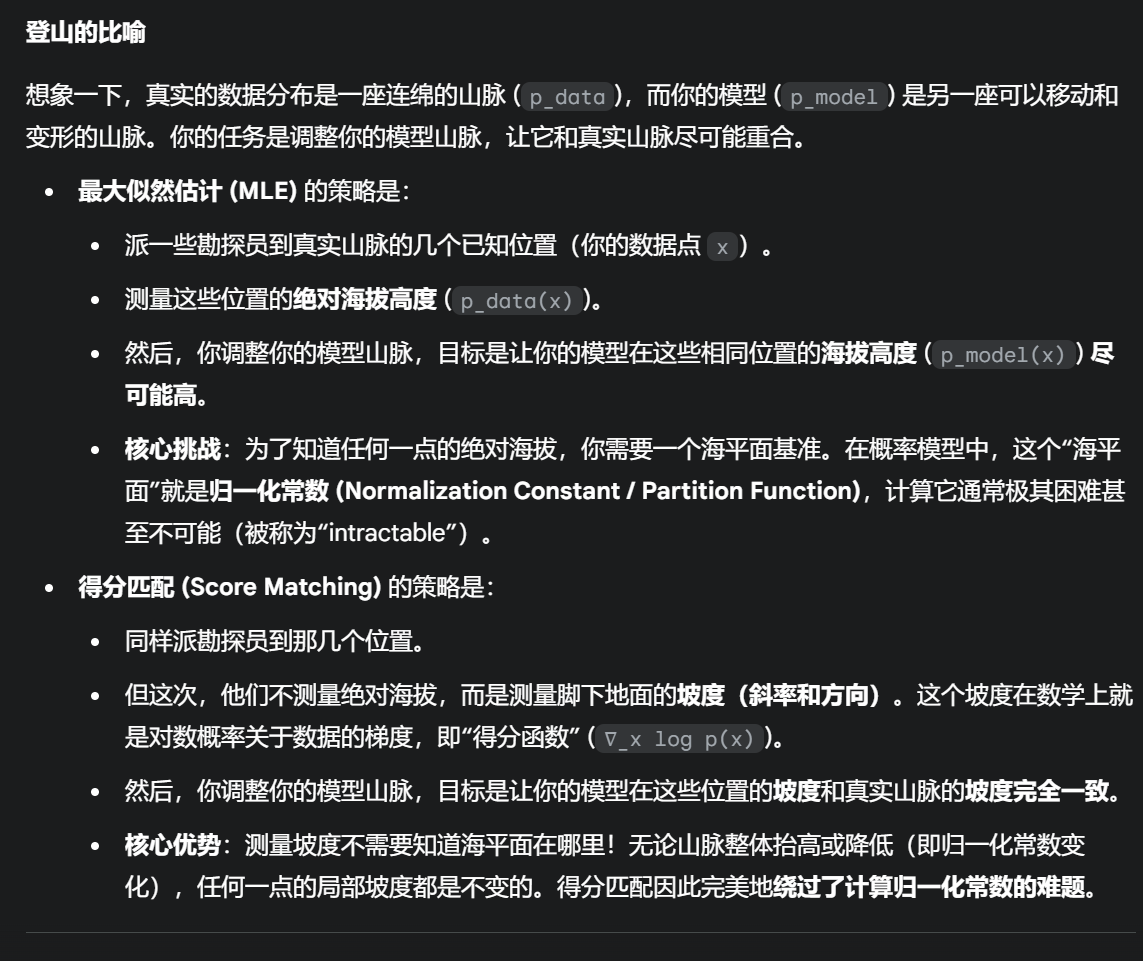 登山的比喻
想象一下，真实的数据分布是一座连绵的山脉 (p_data)，而你的模型 (p_model) 是另一座可以移动和
变形的山脉。你的任务是调整你的模型山脉，让它和真实山脉尽可能重合。
• 最大似然估计 (MLE) 的策略是：
• 派一些勘探员到真实山脉的几个已知位置（你的数据点 x）。
• 测量这些位置的绝对海拔高度 (p_data(x))。
• 然后，你调整你的模型山脉，目标是让你的模型在这些相同位置的海拔高度 (p_model(x)) 尽
可能高。
• 核心挑战：为了知道任何一点的绝对海拔，你需要一个海平面基准。在概率模型中，这个“海平
面”就是归一化常数 (Normalization Constant / Partition Function)，计算它通常极其困难甚
至不可能（被称为“intractable”）。
• 得分匹配 (Score Matching) 的策略是：
• 同样派勘探员到那几个位置。
• 但这次，他们不测量绝对海拔，而是测量脚下地面的坡度（斜率和方向）。这个坡度在数学上就
是对数概率关于数据的梯度，即“得分函数” (∇_x log p(x))。
• 然后，你调整你的模型山脉，目标是让你的模型在这些位置的坡度和真实山脉的坡度完全一致。
• 核心优势：测量坡度不需要知道海平面在哪里！无论山脉整体抬高或降低（即归一化常数变
化），任何一点的局部坡度都是不变的。得分匹配因此完美地绕过了计算归一化常数的难题。